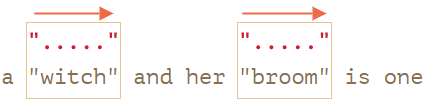 "....." ".....".
a "witch" and her "broom" is one